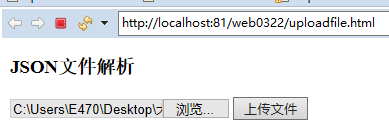 http://localhost:81/web0322/uploadfile.html
JSON文件解析
C:\Users\E470\Desktop\ 浏览... 上传文件